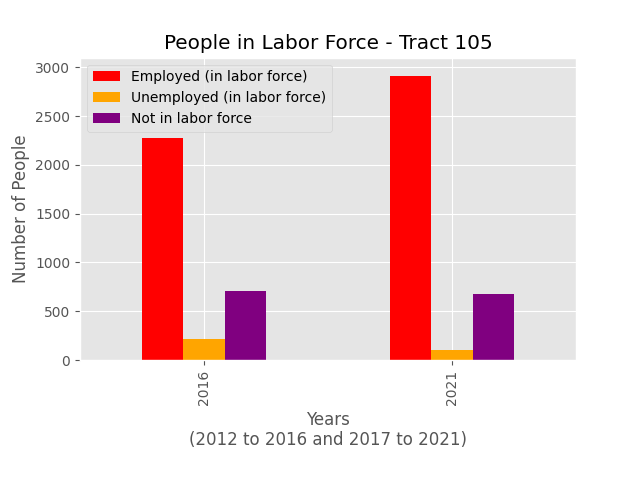 People in Labor Force - Tract 105
Employed (in labor force)
Unemployed (in labor force)
Not in labor force
3000
2500
2000
1500
1000
500
0
Number of People
2016
2021
Years
(2012 to 2016 and 2017 to 2021)